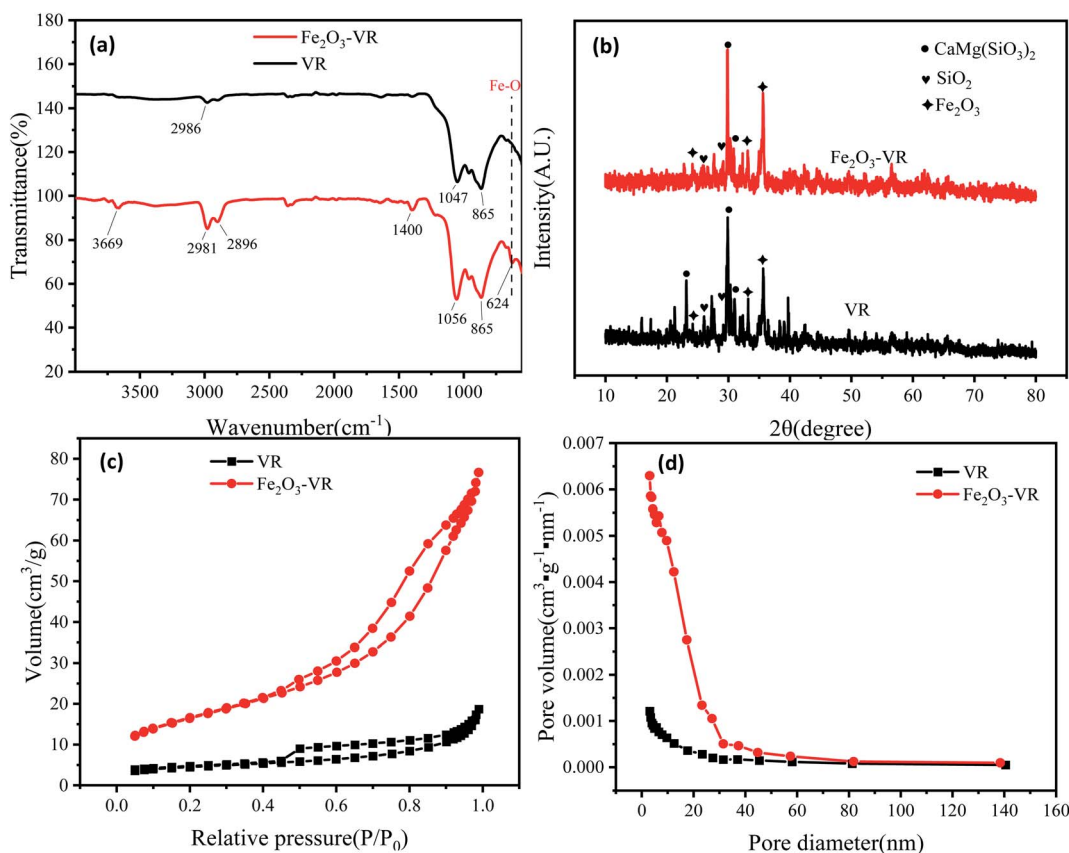 (a)
Fe₂O₃-VR
VR
Fe-O
2986
1047
865
3669
2981
2896
1400
1056
865
624
180
160
140
120
100
80
60
40
20
Transmittance(%)
3500 3000 2500 2000 1500 1000
Wavenumber(cm⁻¹)
(b)
CaMg(SiO₃)₂
SiO₂
Fe₂O₃
Fe₂O₃-VR
VR
Intensity(A.U.)
10 20 30 40 50 60 70 80
2θ(degree)
(c)
VR
Fe₂O₃-VR
80
70
60
50
40
30
20
10
0
Volume(cm³/g)
0.0 0.2 0.4 0.6 0.8 1.0
Relative pressure(P/P₀)
(d)
VR
Fe₂O₃-VR
0.007
0.006
0.005
0.004
0.003
0.002
0.001
0.000
Pore volume(cm³▪g⁻¹▪nm⁻¹)
0 20 40 60 80 100 120 140 160
Pore diameter(nm)